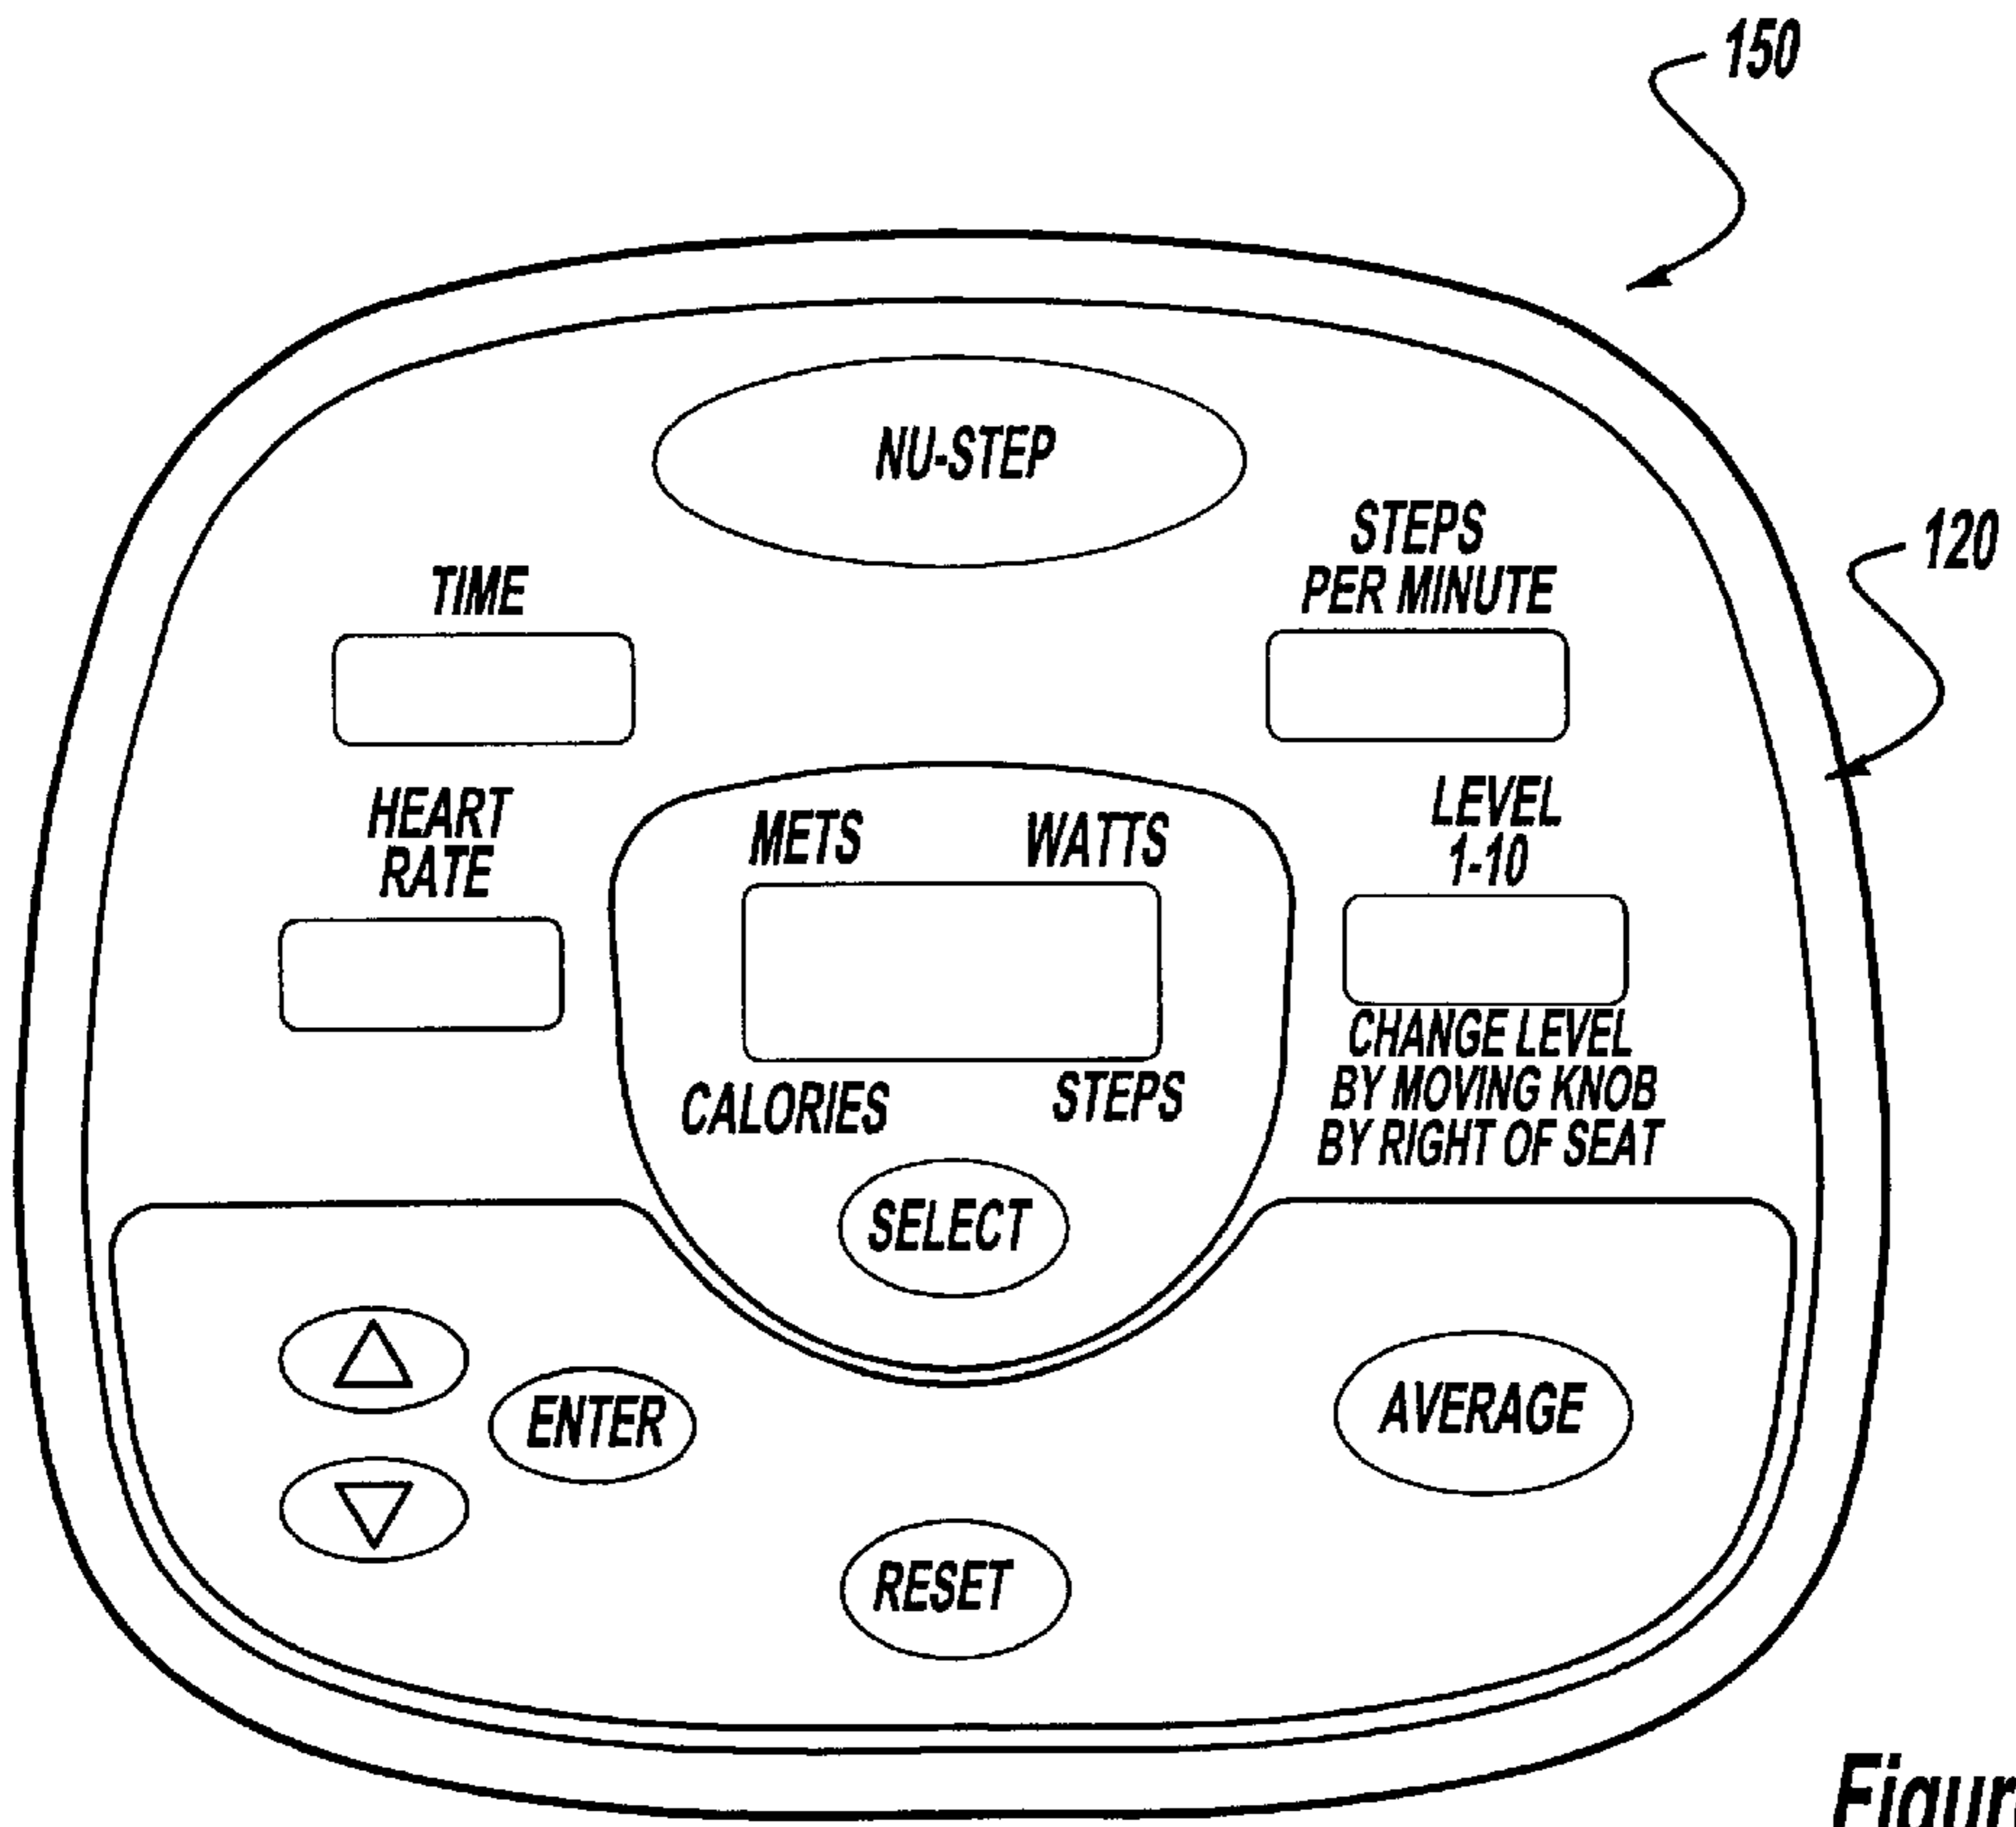 150
NU-STEP
120
TIME
STEPS
PER MINUTE
HEART
RATE
METS
WATTS
LEVEL
1-10
CALORIES
STEPS
CHANGE LEVEL
BY MOVING KNOB
BY RIGHT OF SEAT
SELECT
ENTER
AVERAGE
RESET